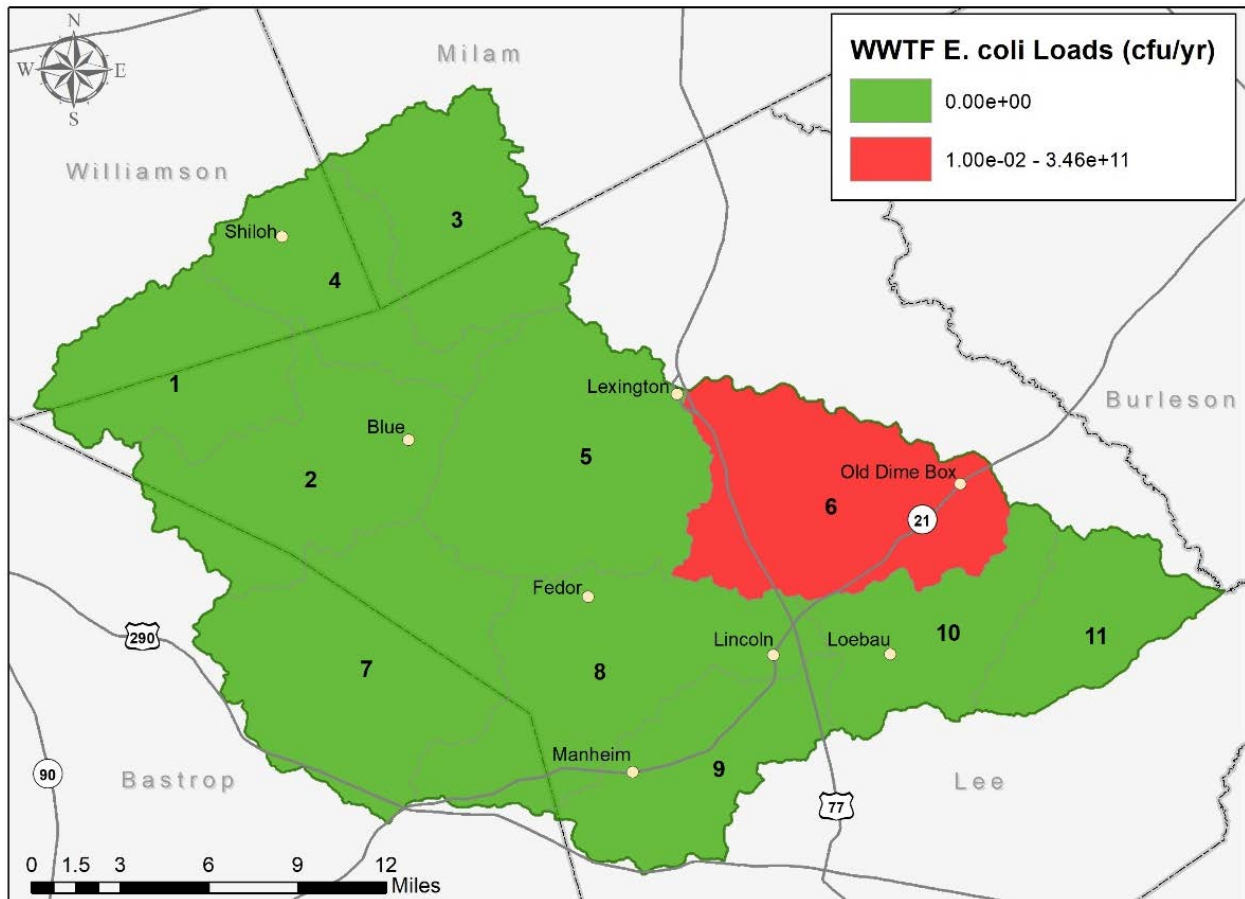 N
W E
S
Milam
Williamson
Burleson
Bastrop
Lee
WWTF E. coli Loads (cfu/yr)
0.00e+00
1.00e-02 - 3.46e+11
Shiloh
3
4
1
Lexington
Blue
5
2
Old Dime Box
6
21
Fedor
290
Lincoln
Loebau
10
11
7
8
Manheim
9
90
77
0 1.5 3 6 9 12
Miles